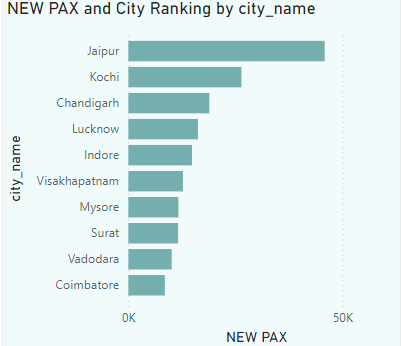 NEW PAX and City Ranking by city_name
city_name
Jaipur
Kochi
Chandigarh
Lucknow
Indore
Visakhapatnam
Mysore
Surat
Vadodara
Coimbatore
0K 50K
NEW PAX